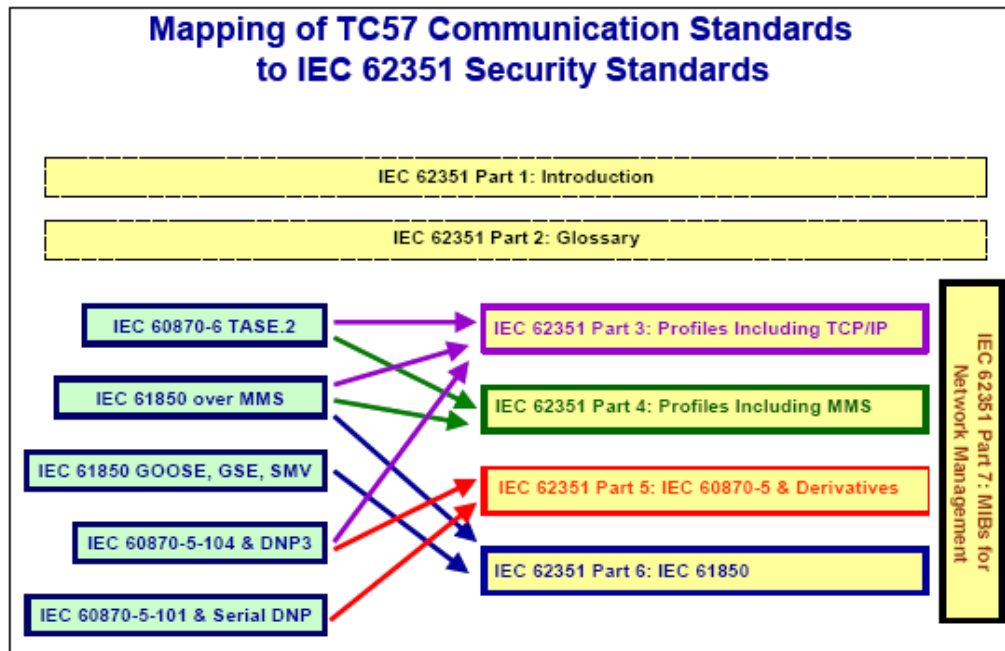 Mapping of TC57 Communication Standards
to IEC 62351 Security Standards
IEC 62351 Part 1: Introduction
IEC 62351 Part 2: Glossary
IEC 60870-6 TASE.2
IEC 61850 over MMS
IEC 61850 GOOSE, GSE, SMV
IEC 60870-5-104 & DNP3
IEC 60870-5-101 & Serial DNP
IEC 62351 Part 3: Profiles Including TCP/IP
IEC 62351 Part 4: Profiles Including MMS
IEC 62351 Part 5: IEC 60870-5 & Derivatives
IEC 62351 Part 6: IEC 61850
IEC 62351 Part 7: MIBs for
Network Management